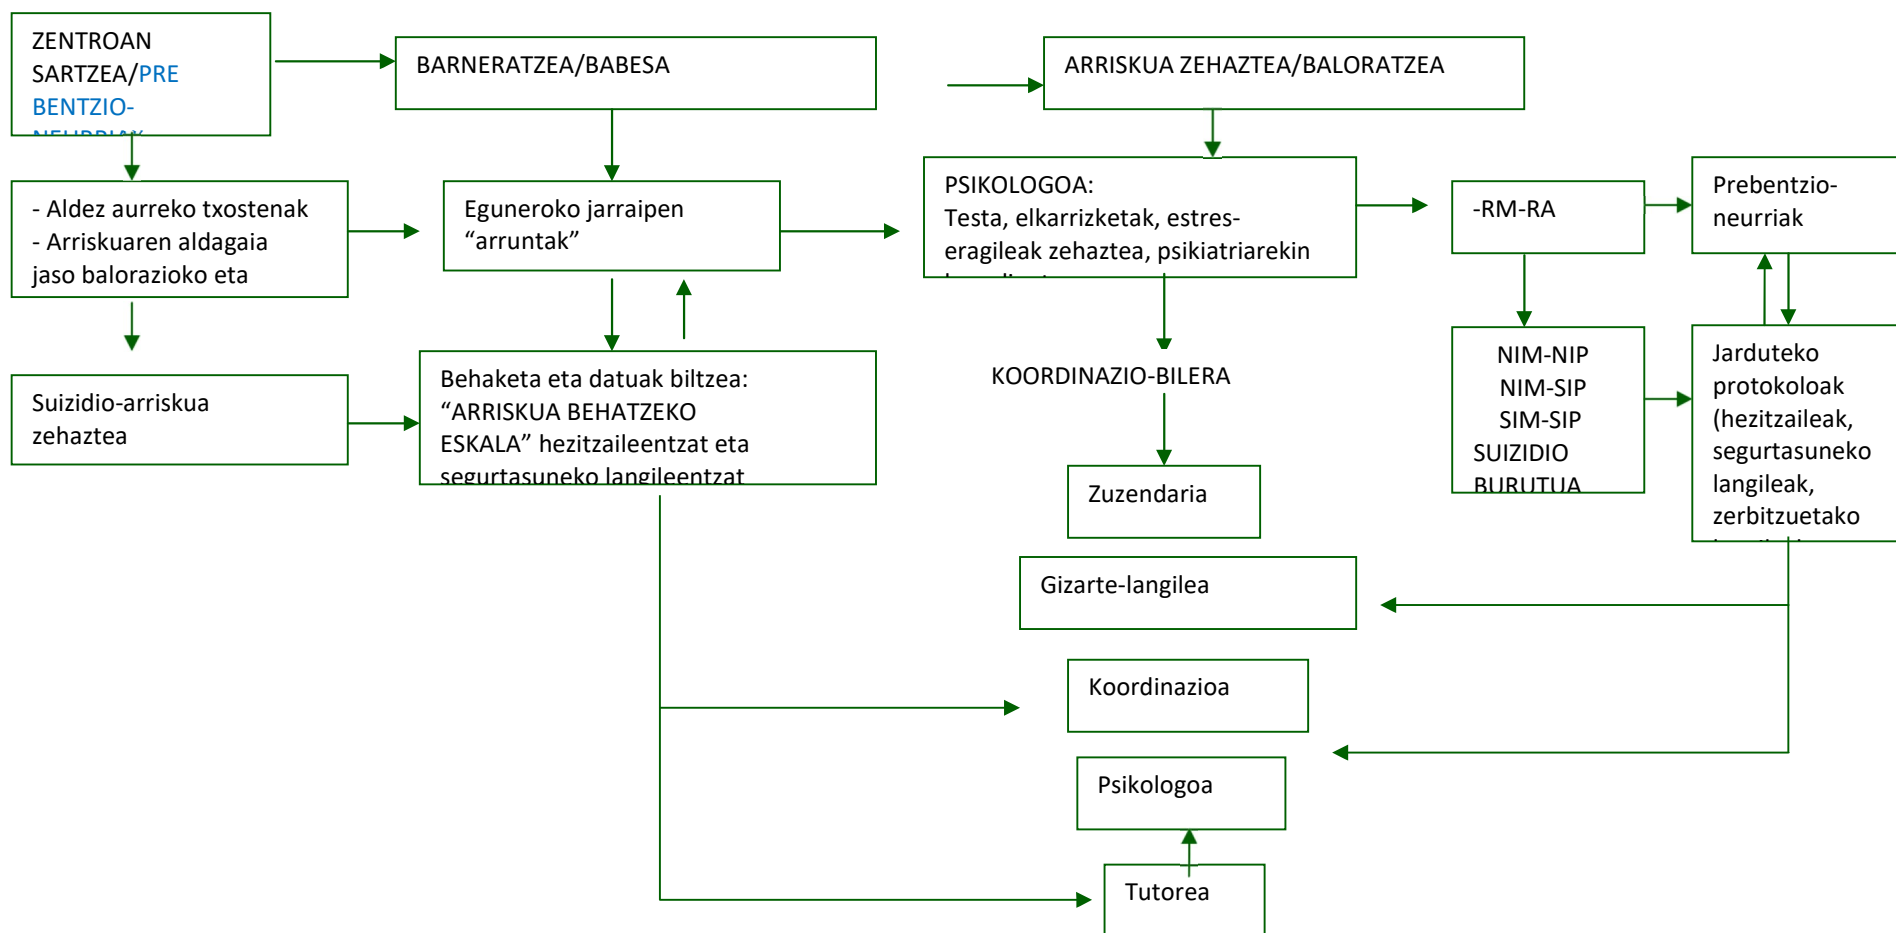 ZENTROAN
SARTZEA/PRE
BENTZIO-
BARNERATZEA/BABESA
ARRISKUA ZEHAZTEA/BALORATZEA
- Aldez aurreko txostenak
- Arriskuaren aldagaia
jaso balorazioko eta
Eguneroko jarraipen
“arruntak”
PSIKOLOGOA:
Testa, elkarrizketak, estres-
eragileak zehaztea, psikiatriarekin
-RM-RA
Prebentzio-
neurriak
Suizidio-arriskua
zehaztea
Behaketa eta datuak biltzea:
“ARRISKUA BEHATZEKO
ESKALA” hezitzaileentzat eta
segurtasuneko langileentzat
KOORDINAZIO-BILERA
NIM-NIP
NIM-SIP
SIM-SIP
SUIZIDIO
BURUTUA
Jarduteko
protokoloak
(hezitzaileak,
segurtasuneko
langileak,
zerbitzuetako
Zuzendaria
Gizarte-langilea
Koordinazioa
Psikologoa
Tutorea